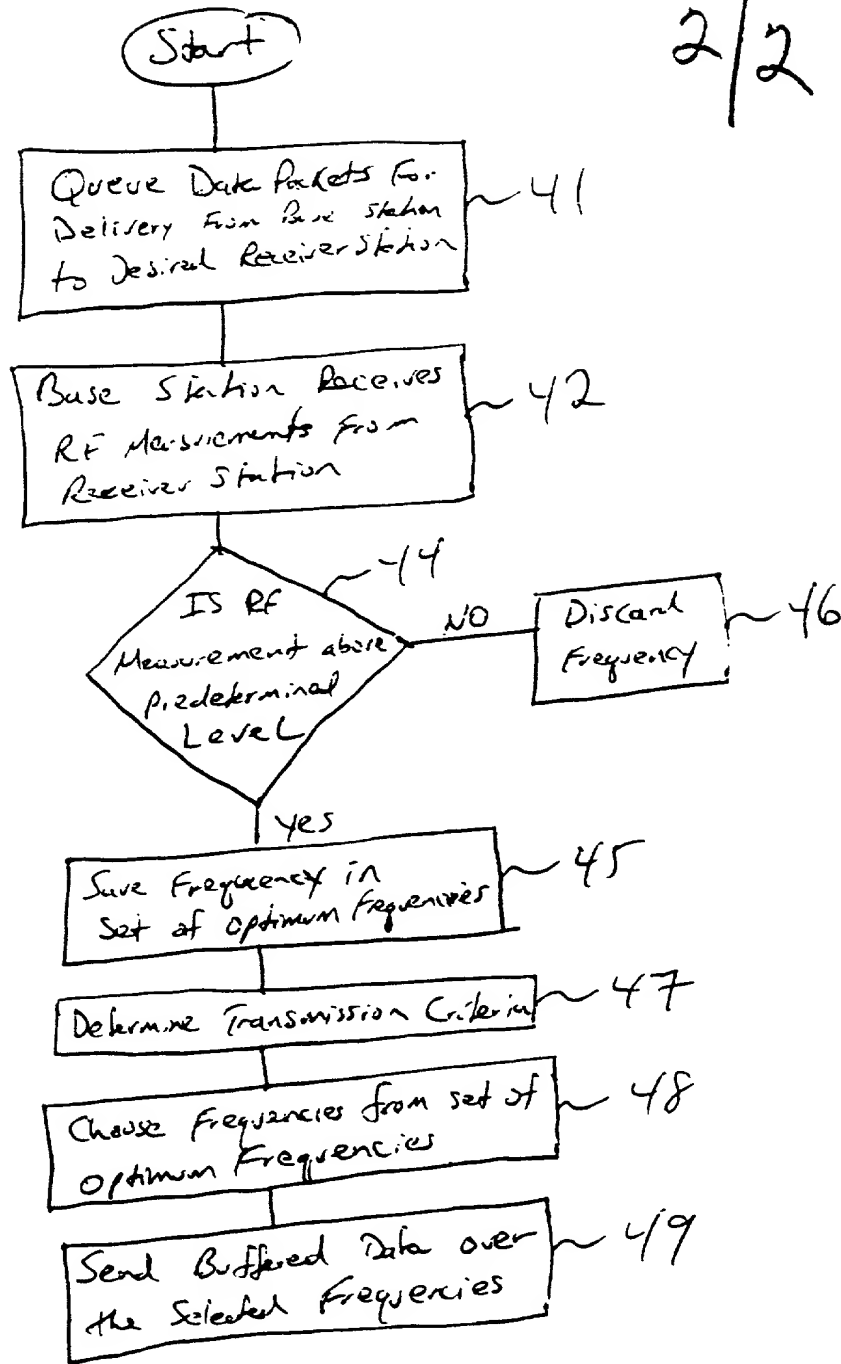 2/2
Start
Queue Data Packets For
Delivery From Base Station
to Desired Receiver Station
41
Base Station Receives
RF Measurements From
Receiver Station
42
44
IS RF
Measurement above
Predetermined
Level
NO
Discard
Frequency
46
yes
Save Frequency in
Set of Optimum Frequencies
45
Determine Transmission Criteria
47
Choose Frequencies from set of
Optimum Frequencies
48
Send Buffered Data over
the Selected Frequencies
49